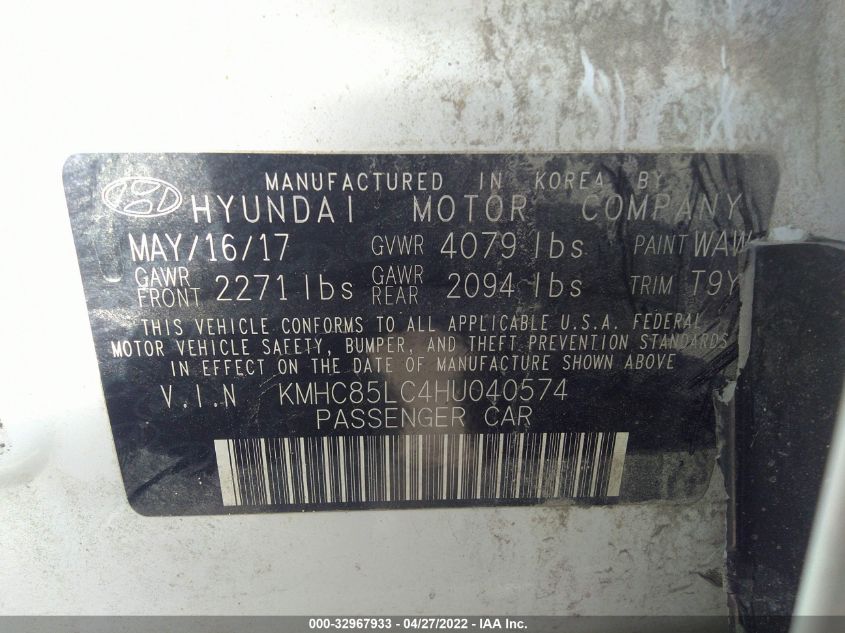 MANUFACTURED IN KOREA BY
HYUNDAI MOTOR COMPANY
MAY/16/17 GVWR 4079 lbs PAINT WAW
GAWR FRONT 2271 lbs GAWR REAR 2094 lbs TRIM T9Y
THIS VEHICLE CONFORMS TO ALL APPLICABLE U.S.A. FEDERAL
MOTOR VEHICLE SAFETY, BUMPER, AND THEFT PREVENTION STANDARDS
IN EFFECT ON THE DATE OF MANUFACTURE SHOWN ABOVE
V.I.N KMHC85LC4HU040574
PASSENGER CAR
000-32967933 - 04/27/2022 - IAA Inc.